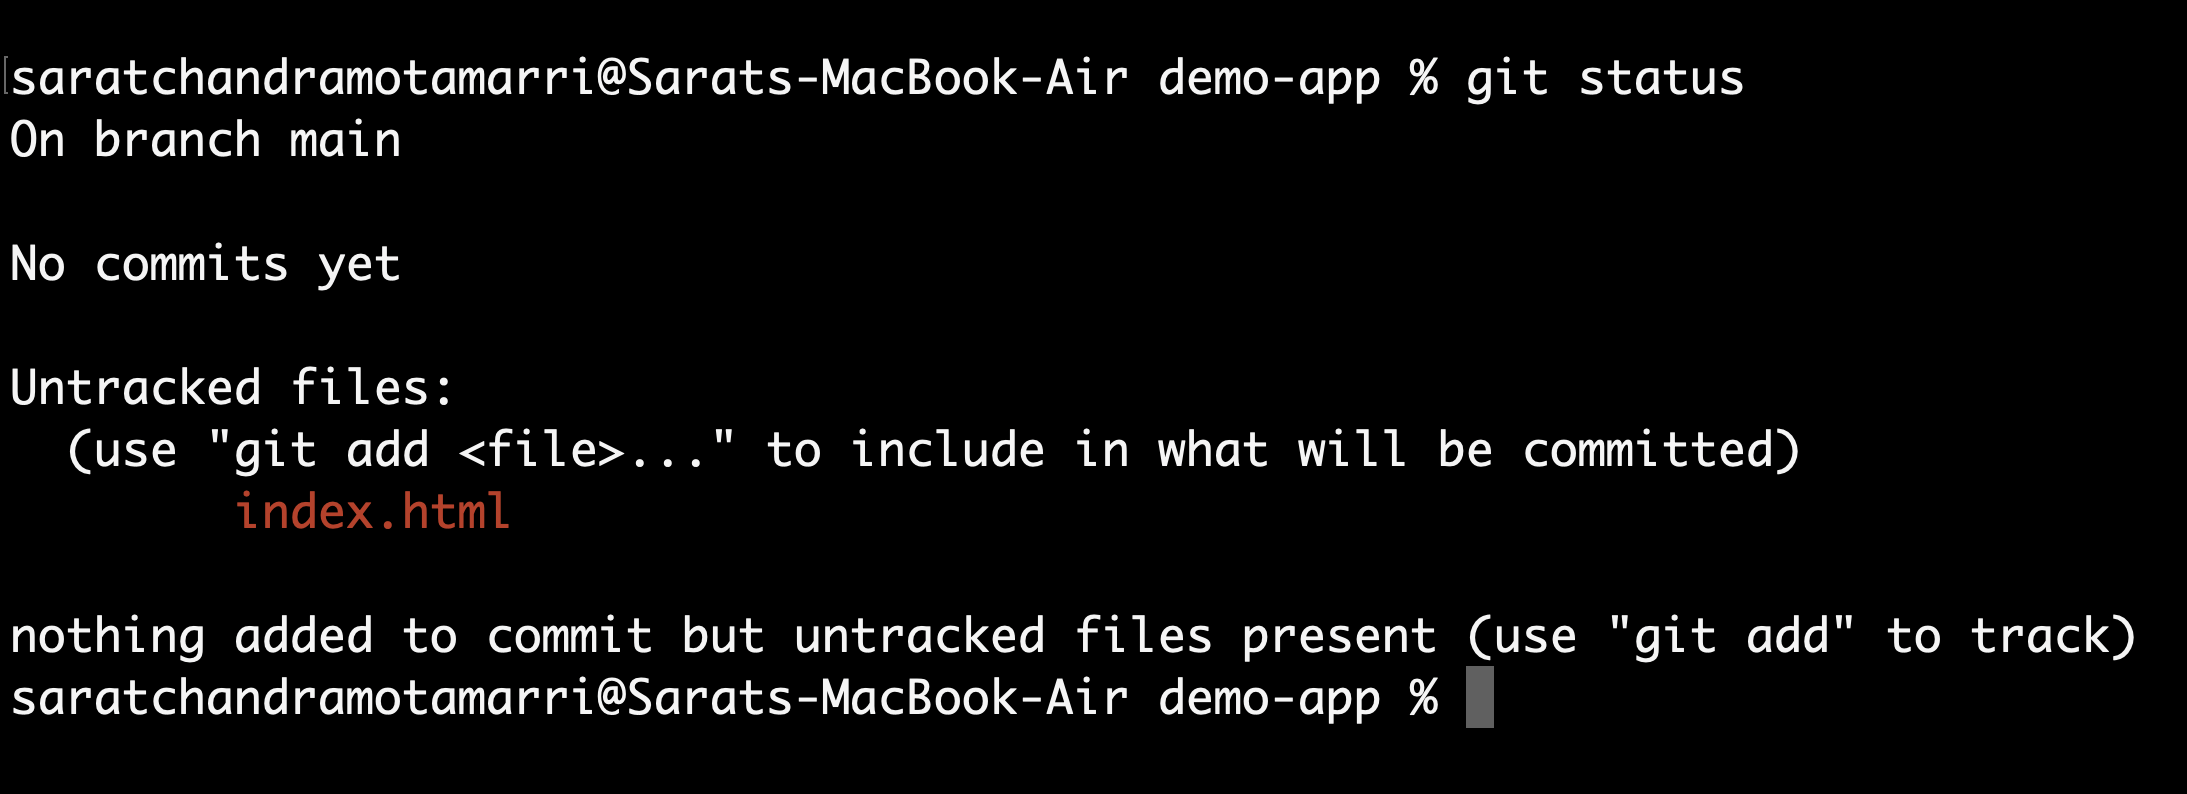 saratchandramotamarri@Sarats-MacBook-Air demo-app % git status
On branch main
No commits yet
Untracked files:
  (use "git add <file>..." to include in what will be committed)
        index.html
nothing added to commit but untracked files present (use "git add" to track)
saratchandramotamarri@Sarats-MacBook-Air demo-app %